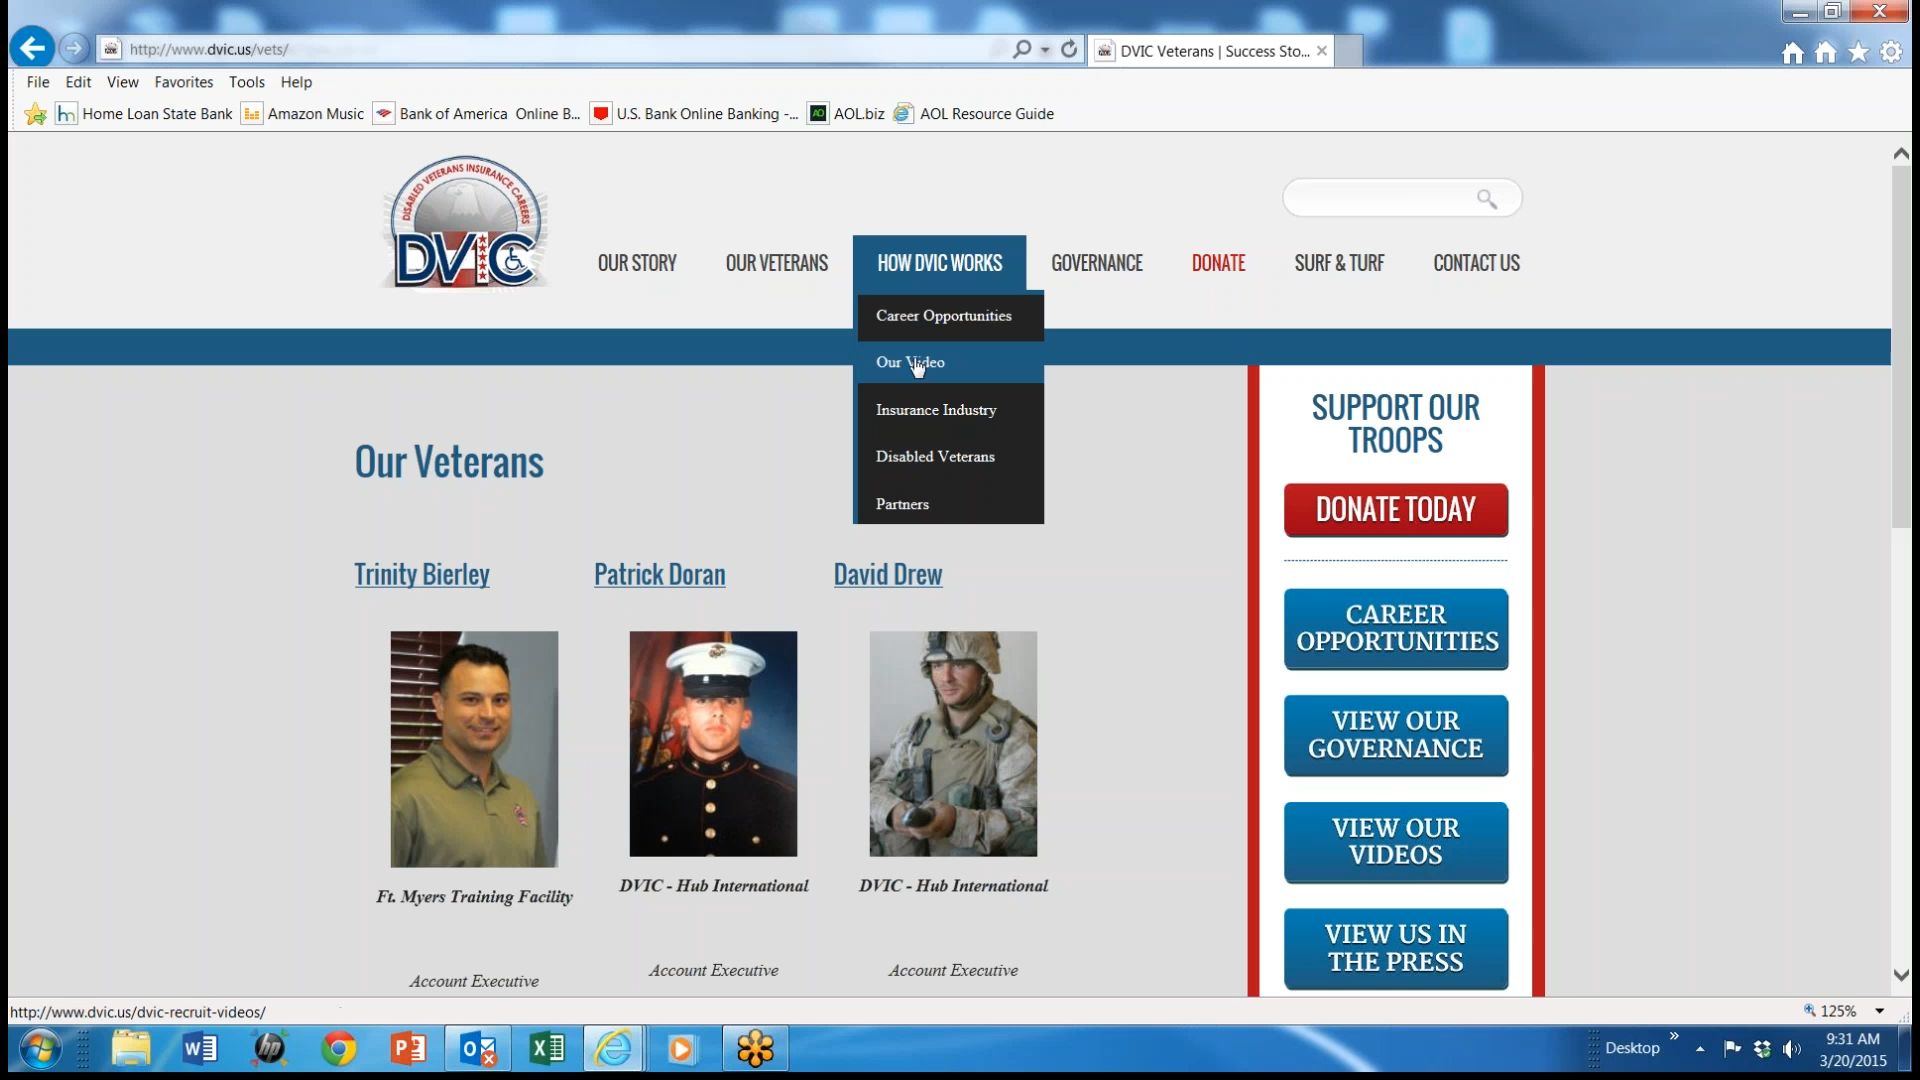 http://www.dvic.us/vets/
DVIC Veterans | Success Sto...
File Edit View Favorites Tools Help
Home Loan State Bank Amazon Music Bank of America Online B... U.S. Bank Online Banking -... AOL.biz AOL Resource Guide
DISABLED VETERANS INSURANCE CAREERS
DVIC
OUR STORY OUR VETERANS HOW DVIC WORKS GOVERNANCE DONATE SURF & TURF CONTACT US
Career Opportunities
Our Video
Insurance Industry
Disabled Veterans
Partners
Our Veterans
Trinity Bierley Patrick Doran David Drew
Ft. Myers Training Facility
DVIC - Hub International
DVIC - Hub International
Account Executive
Account Executive
Account Executive
SUPPORT OUR
TROOPS
DONATE TODAY
CAREER
OPPORTUNITIES
VIEW OUR
GOVERNANCE
VIEW OUR
VIDEOS
VIEW US IN
THE PRESS
http://www.dvic.us/dvic-recruit-videos/
125%
Desktop
9:31 AM
3/20/2015